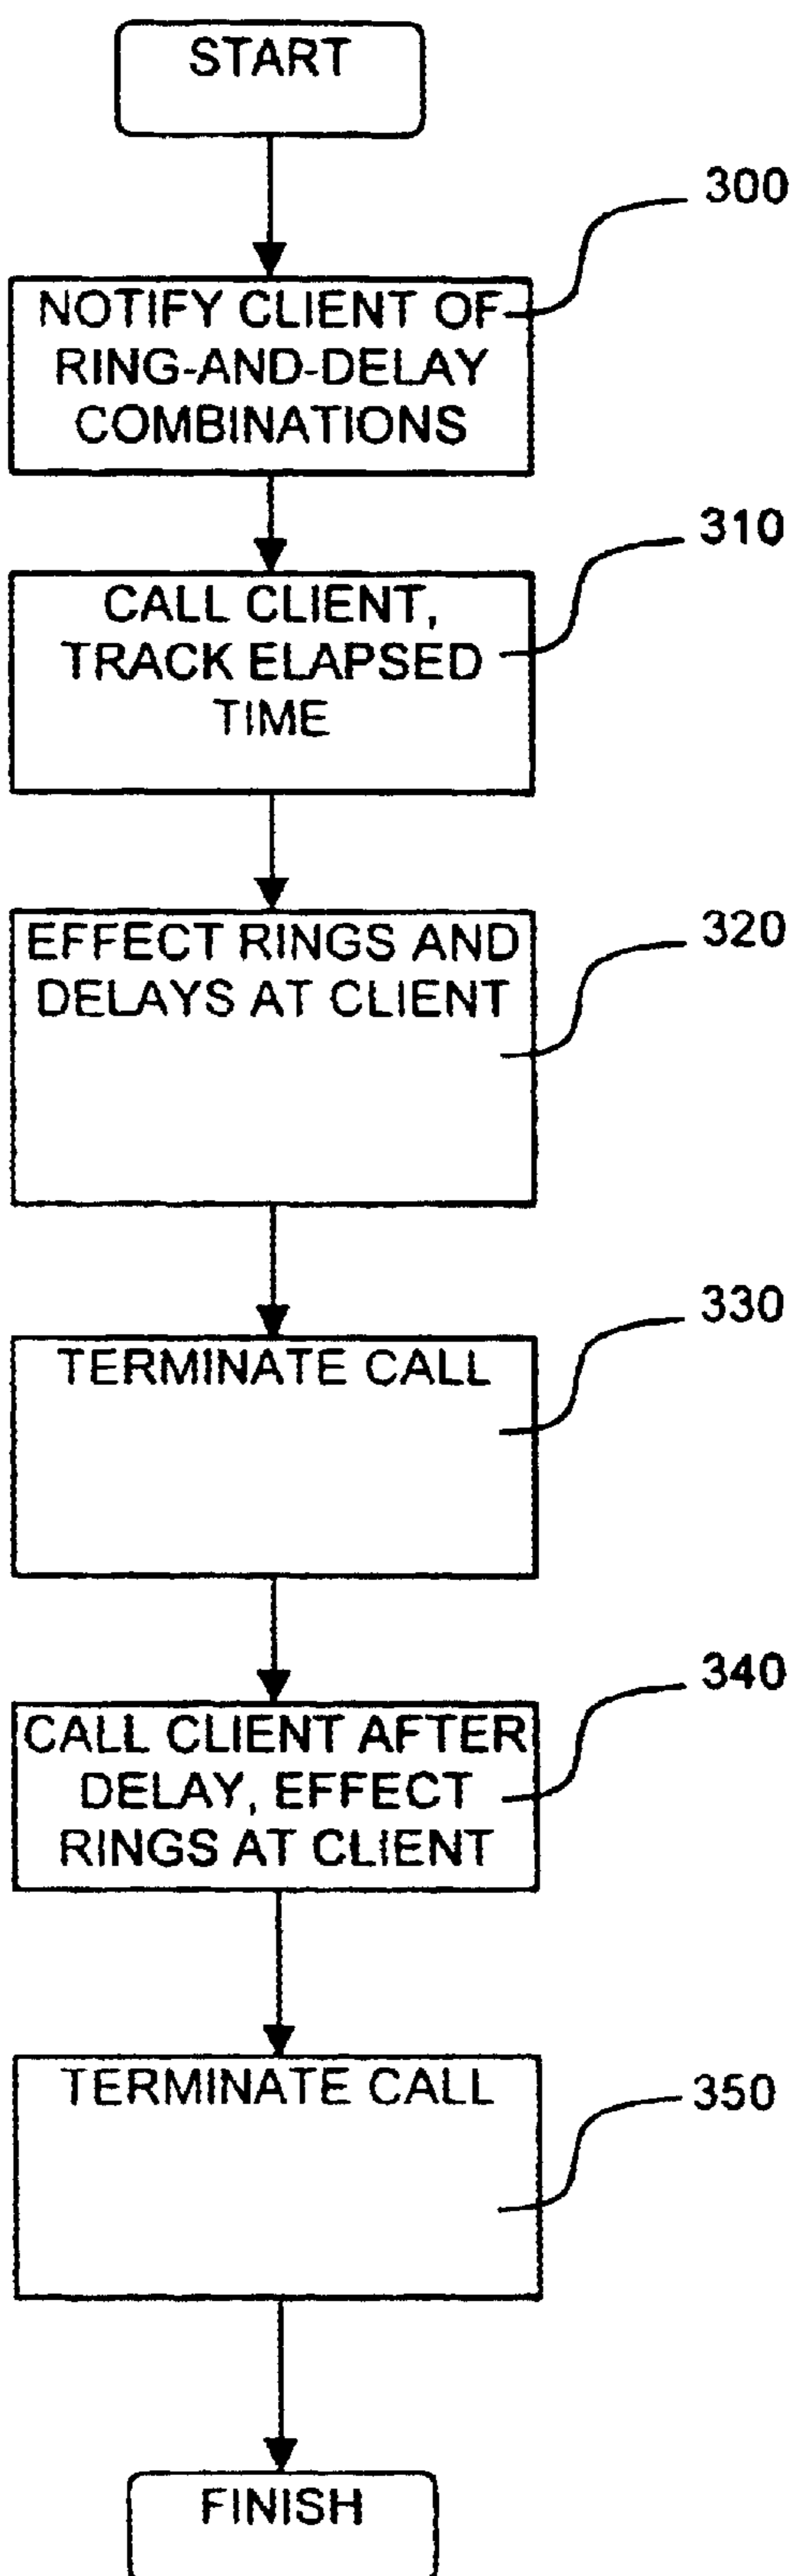 START
300
NOTIFY CLIENT OF
RING-AND-DELAY
COMBINATIONS
310
CALL CLIENT,
TRACK ELAPSED
TIME
320
EFFECT RINGS AND
DELAYS AT CLIENT
330
TERMINATE CALL
340
CALL CLIENT AFTER
DELAY, EFFECT
RINGS AT CLIENT
350
TERMINATE CALL
FINISH